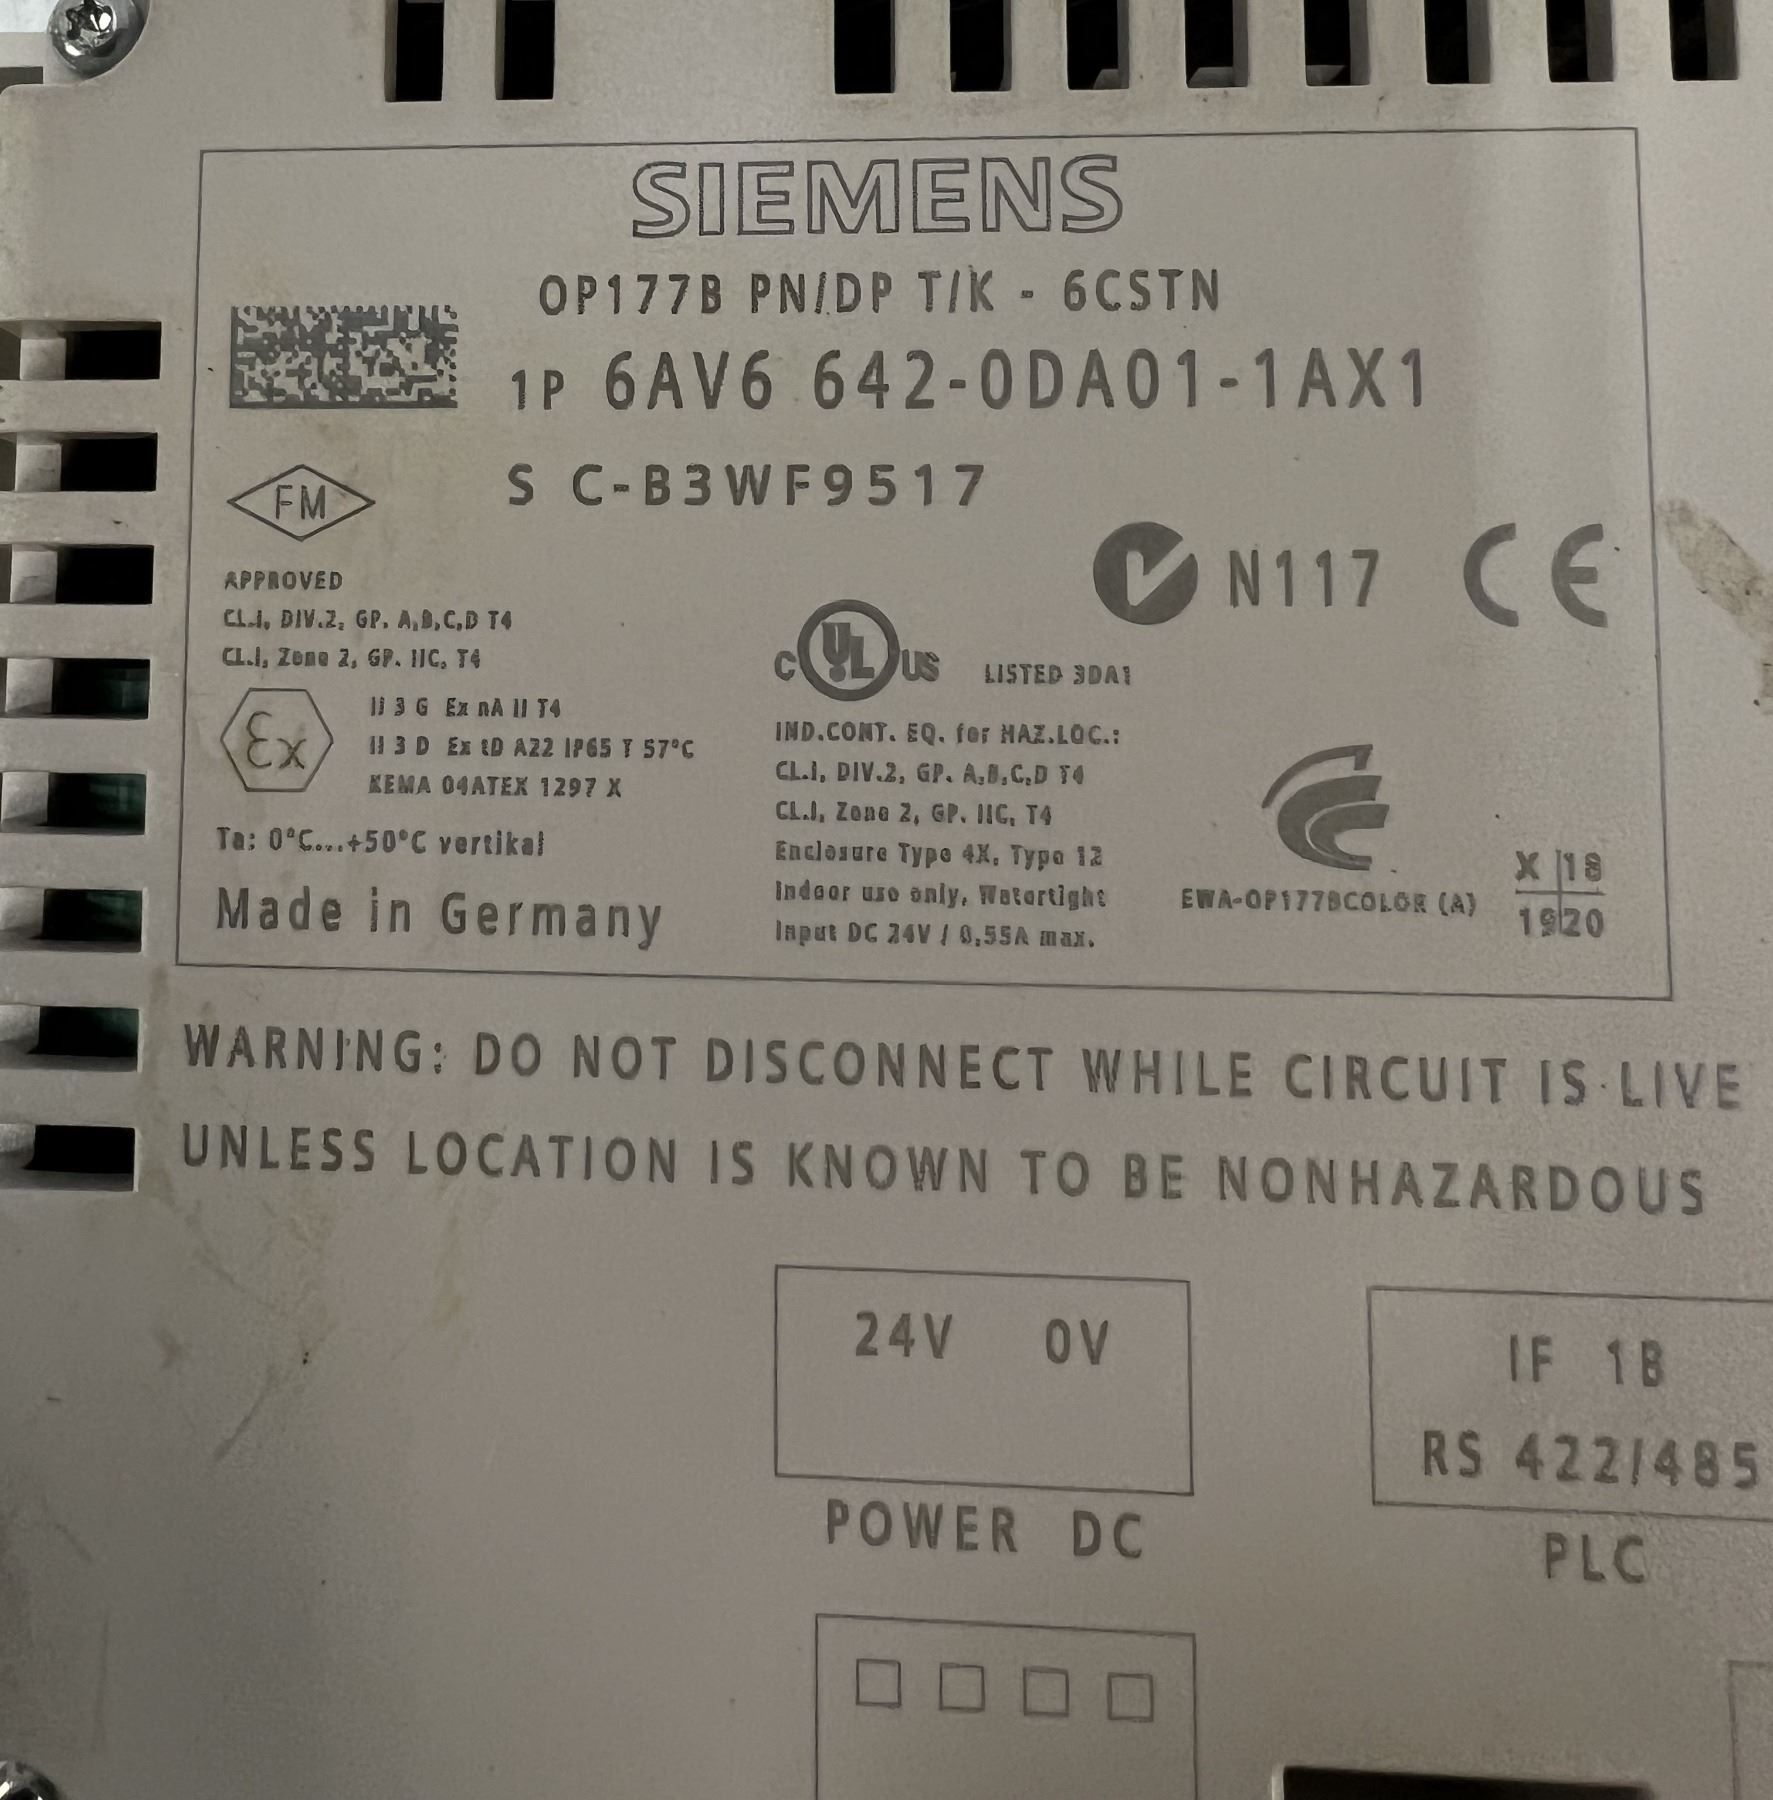 SIEMENS
OP177B PN/DP T/K - 6CSTN
1P 6AV6 642-0DA01-1AX1
S C-B3WF9517
FM
APPROVED
CL.I, DIV.2, GP. A,B,C,D T4
CL.I, Zone 2, GP. IIC, T4
Ex
II 3 G Ex nA II T4
II 3 D Ex tD A22 IP65 T 57°C
KEMA 04ATEX 1297 X
Ta: 0°C...+50°C vertikal
Made in Germany
N117 CE
C UL US LISTED 3DA1
IND.CONT. EQ. for HAZ.LOC.:
CL.I, DIV.2, GP. A,B,C,D T4
CL.I, Zone 2, GP. IIC, T4
Enclosure Type 4X, Type 12
Indoor use only, Watertight
Input DC 24V / 0,55A max.
EWA-OP177BCOLOR (A)
X 18
19 20
WARNING: DO NOT DISCONNECT WHILE CIRCUIT IS LIVE
UNLESS LOCATION IS KNOWN TO BE NONHAZARDOUS
24V 0V
POWER DC
IF 1B
RS 422/485
PLC